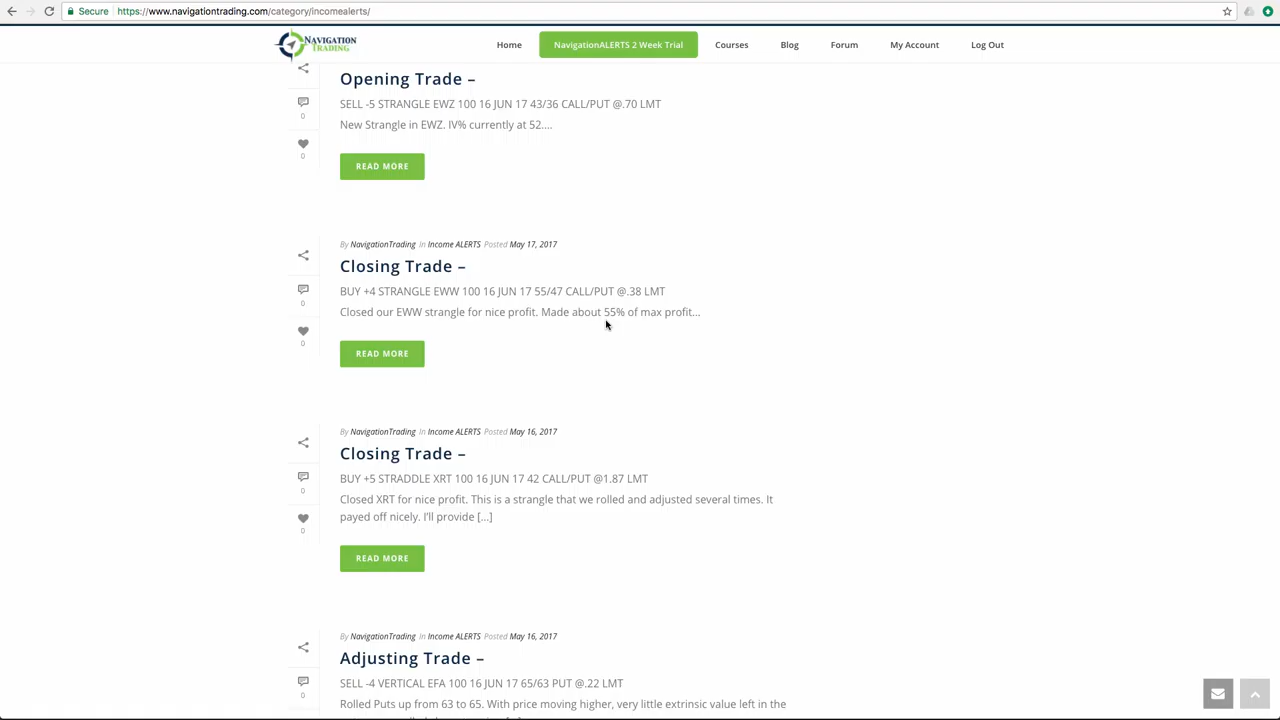 Secure https://www.navigationtrading.com/category/incomealerts/
NAVIGATION
TRADING
Home NavigationALERTS 2 Week Trial Courses Blog Forum My Account Log Out
Opening Trade –
SELL -5 STRANGLE EWZ 100 16 JUN 17 43/36 CALL/PUT @.70 LMT
0
New Strangle in EWZ. IV% currently at 52....
0
READ MORE
By NavigationTrading In Income ALERTS Posted May 17, 2017
Closing Trade –
BUY +4 STRANGLE EWW 100 16 JUN 17 55/47 CALL/PUT @.38 LMT
0
Closed our EWW strangle for nice profit. Made about 55% of max profit...
0
READ MORE
By NavigationTrading In Income ALERTS Posted May 16, 2017
Closing Trade –
BUY +5 STRADDLE XRT 100 16 JUN 17 42 CALL/PUT @1.87 LMT
0
Closed XRT for nice profit. This is a strangle that we rolled and adjusted several times. It
payed off nicely. I'll provide [...]
0
READ MORE
By NavigationTrading In Income ALERTS Posted May 16, 2017
Adjusting Trade –
SELL -4 VERTICAL EFA 100 16 JUN 17 65/63 PUT @.22 LMT
0
Rolled Puts up from 63 to 65. With price moving higher, very little extrinsic value left in the